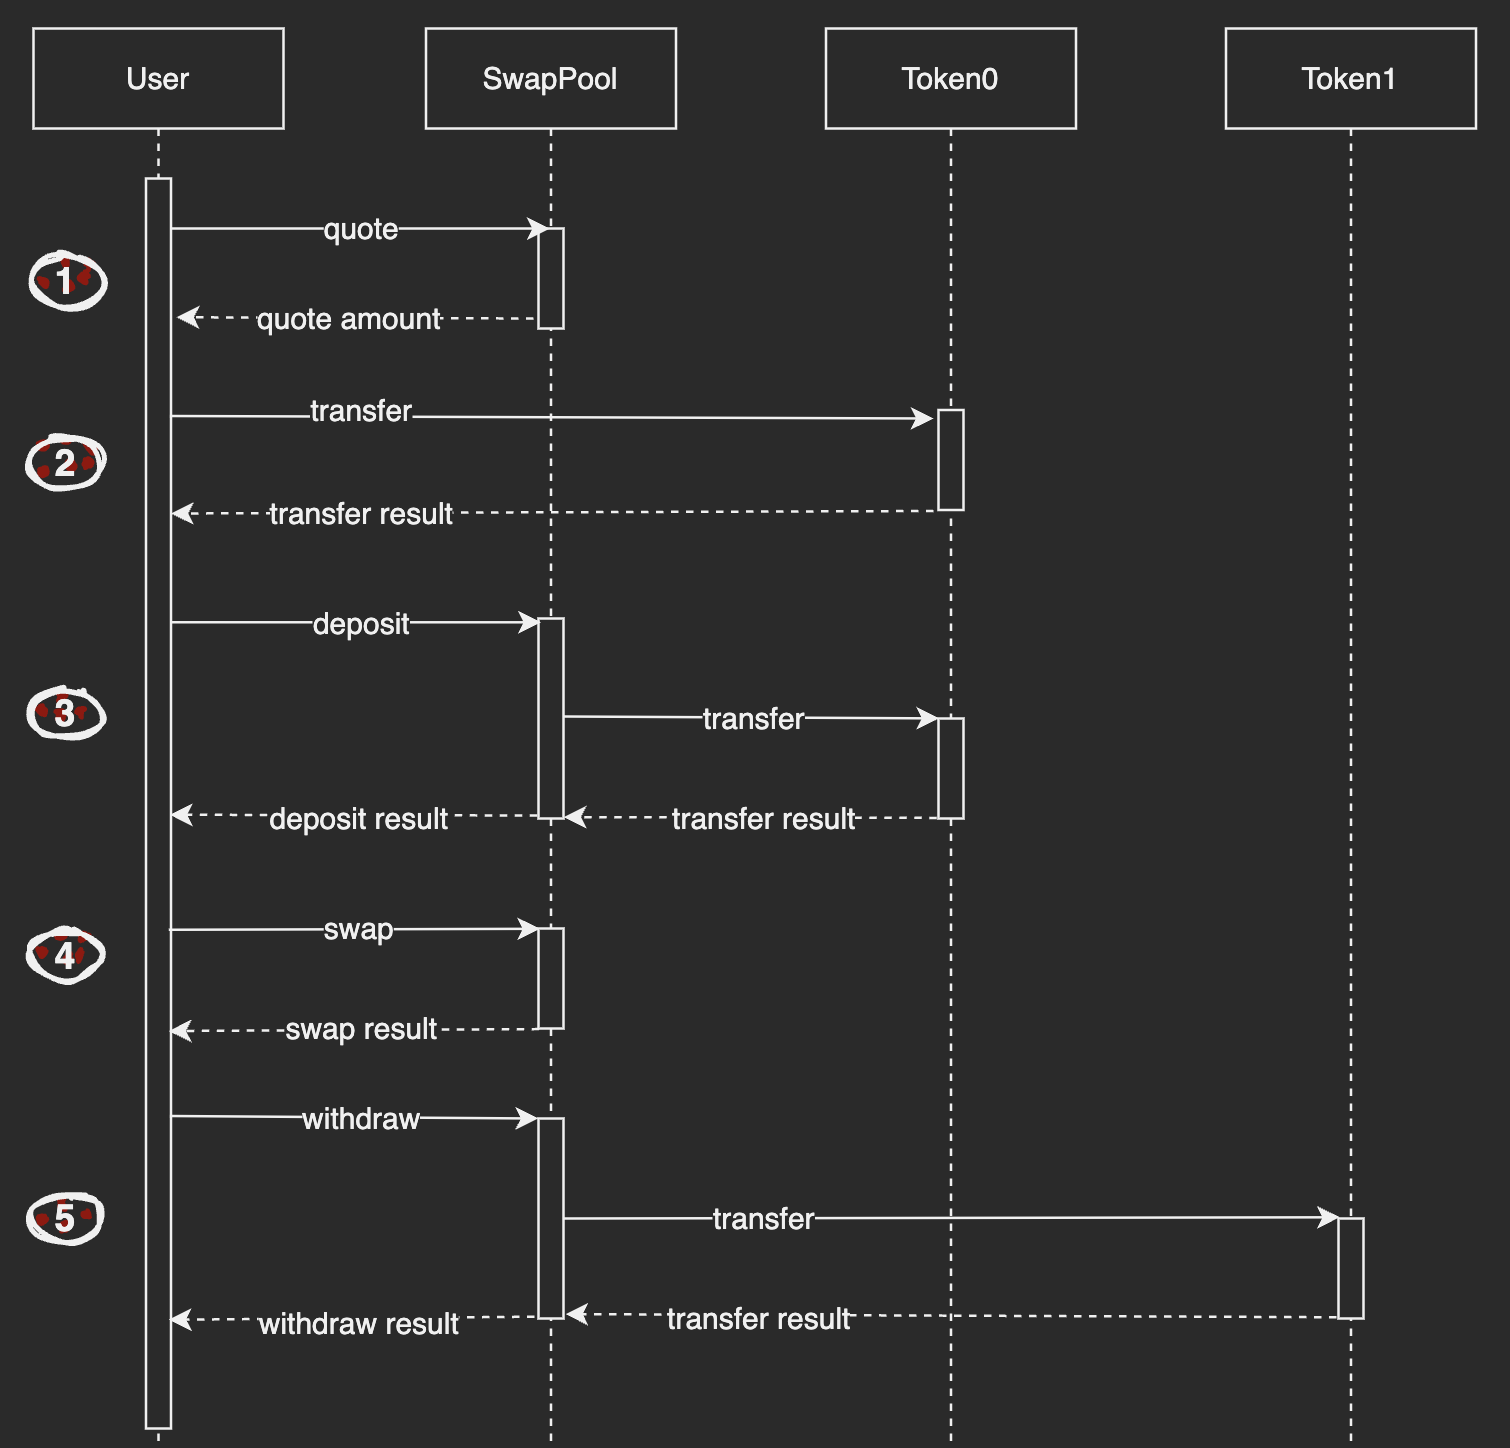 User
SwapPool
Token0
Token1
quote
1
quote amount
transfer
2
transfer result
deposit
3
transfer
deposit result
transfer result
swap
4
swap result
withdraw
5
transfer
withdraw result
transfer result